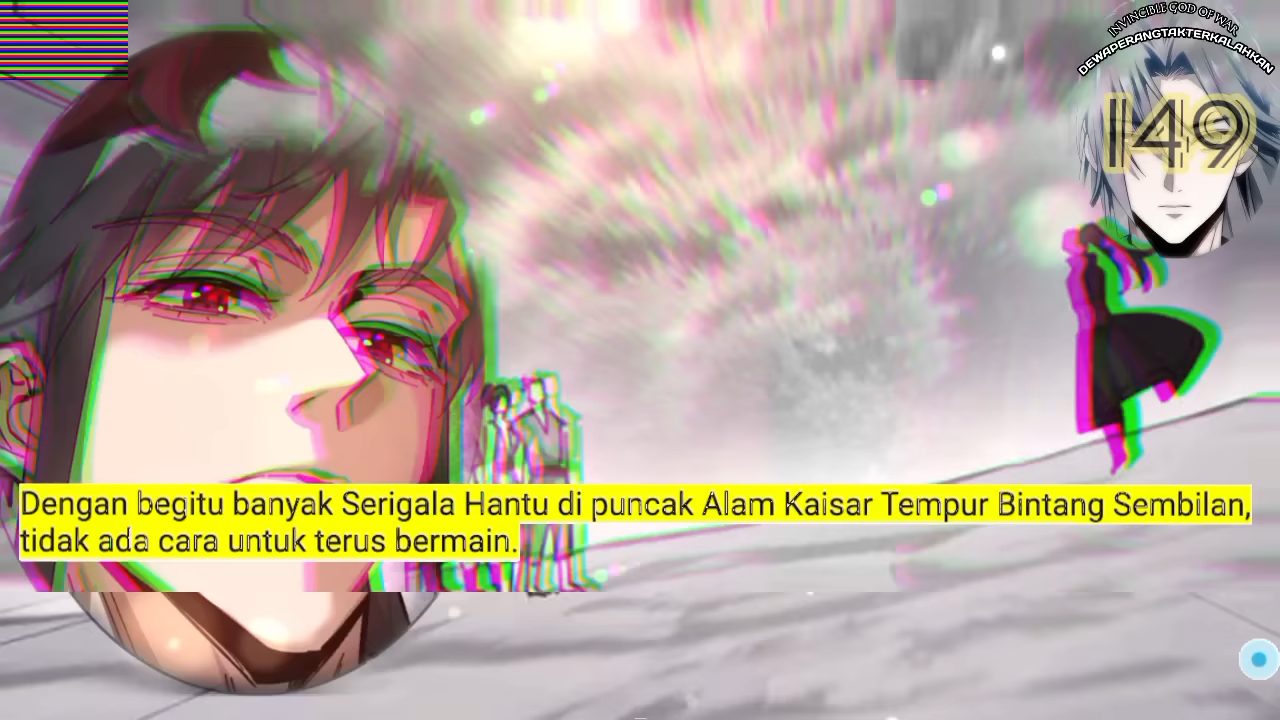 INVINCIBLE GOD OF WAR
DEWAPERANGTAKTERKALAHKAN
149
Dengan begitu banyak Serigala Hantu di puncak Alam Kaisar Tempur Bintang Sembilan,
tidak ada cara untuk terus bermain.